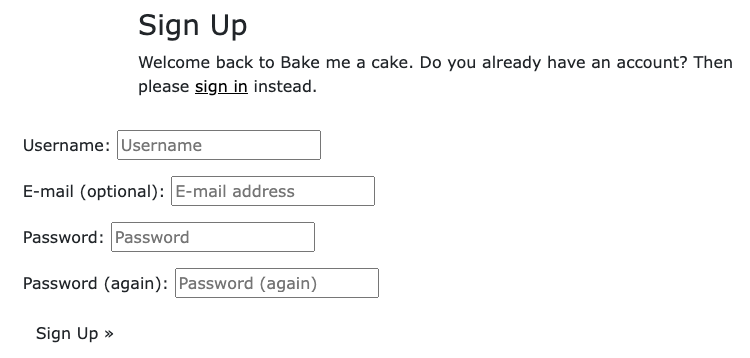 Sign Up
Welcome back to Bake me a cake. Do you already have an account? Then
please sign in instead.
Username: Username
E-mail (optional): E-mail address
Password: Password
Password (again): Password (again)
Sign Up »